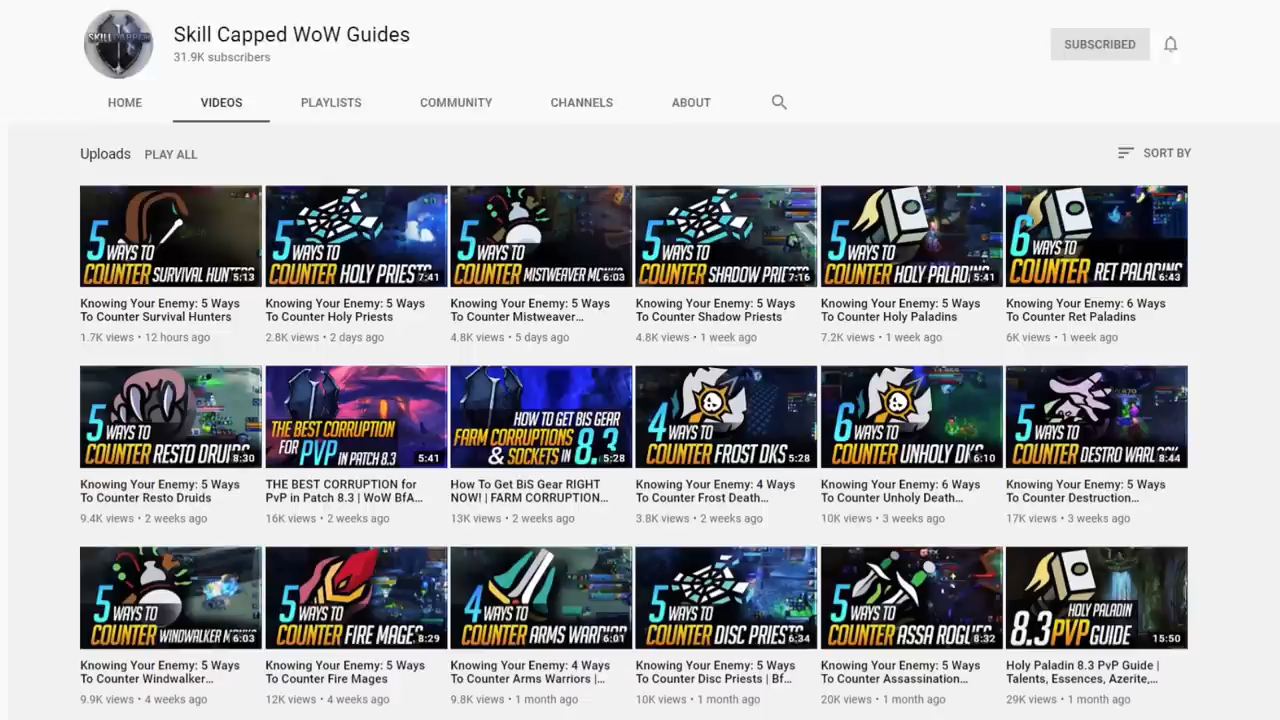 SKILL CAPPED
Skill Capped WoW Guides
31.9K subscribers
SUBSCRIBED
HOME VIDEOS PLAYLISTS COMMUNITY CHANNELS ABOUT
Uploads PLAY ALL SORT BY
5 WAYS TO
COUNTER SURVIVAL HUNTERS 5:13
5 WAYS TO
COUNTER HOLY PRIESTS 7:41
5 WAYS TO
COUNTER MISTWEAVER MONKS 6:03
5 WAYS TO
COUNTER SHADOW PRIESTS 7:16
5 WAYS TO
COUNTER HOLY PALADINS 5:41
6 WAYS TO
COUNTER RET PALADINS 6:43
Knowing Your Enemy: 5 Ways
To Counter Survival Hunters
1.7K views • 12 hours ago
Knowing Your Enemy: 5 Ways
To Counter Holy Priests
2.8K views • 2 days ago
Knowing Your Enemy: 5 Ways
To Counter Mistweaver…
4.8K views • 5 days ago
Knowing Your Enemy: 5 Ways
To Counter Shadow Priests
4.8K views • 1 week ago
Knowing Your Enemy: 5 Ways
To Counter Holy Paladins
7.2K views • 1 week ago
Knowing Your Enemy: 6 Ways
To Counter Ret Paladins
6K views • 1 week ago
5 WAYS TO
COUNTER RESTO DRUIDS 8:30
THE BEST CORRUPTION
FOR PVP IN PATCH 8.3 5:41
HOW TO GET BIS GEAR
FARM CORRUPTIONS
& SOCKETS IN 8.3 5:28
4 WAYS TO
COUNTER FROST DKS 5:28
6 WAYS TO
COUNTER UNHOLY DKS 6:10
5 WAYS TO
COUNTER DESTRO WARLOCK 8:44
Knowing Your Enemy: 5 Ways
To Counter Resto Druids
9.4K views • 2 weeks ago
THE BEST CORRUPTION for
PvP in Patch 8.3 | WoW BfA…
16K views • 2 weeks ago
How To Get BiS Gear RIGHT
NOW! | FARM CORRUPTION…
13K views • 2 weeks ago
Knowing Your Enemy: 4 Ways
To Counter Frost Death…
3.8K views • 2 weeks ago
Knowing Your Enemy: 6 Ways
To Counter Unholy Death…
10K views • 3 weeks ago
Knowing Your Enemy: 5 Ways
To Counter Destruction…
17K views • 3 weeks ago
5 WAYS TO
COUNTER WINDWALKER MONKS 6:03
5 WAYS TO
COUNTER FIRE MAGES 8:29
4 WAYS TO
COUNTER ARMS WARRIOR 6:01
5 WAYS TO
COUNTER DISC PRIESTS 6:34
5 WAYS TO
COUNTER ASSA ROGUES 8:32
HOLY PALADIN
8.3 PVP GUIDE 15:50
Knowing Your Enemy: 5 Ways
To Counter Windwalker…
9.9K views • 4 weeks ago
Knowing Your Enemy: 5 Ways
To Counter Fire Mages
12K views • 4 weeks ago
Knowing Your Enemy: 4 Ways
To Counter Arms Warriors |…
9.8K views • 1 month ago
Knowing Your Enemy: 5 Ways
To Counter Disc Priests | Bf…
10K views • 1 month ago
Knowing Your Enemy: 5 Ways
To Counter Assassination…
20K views • 1 month ago
Holy Paladin 8.3 PvP Guide |
Talents, Essences, Azerite,…
29K views • 1 month ago